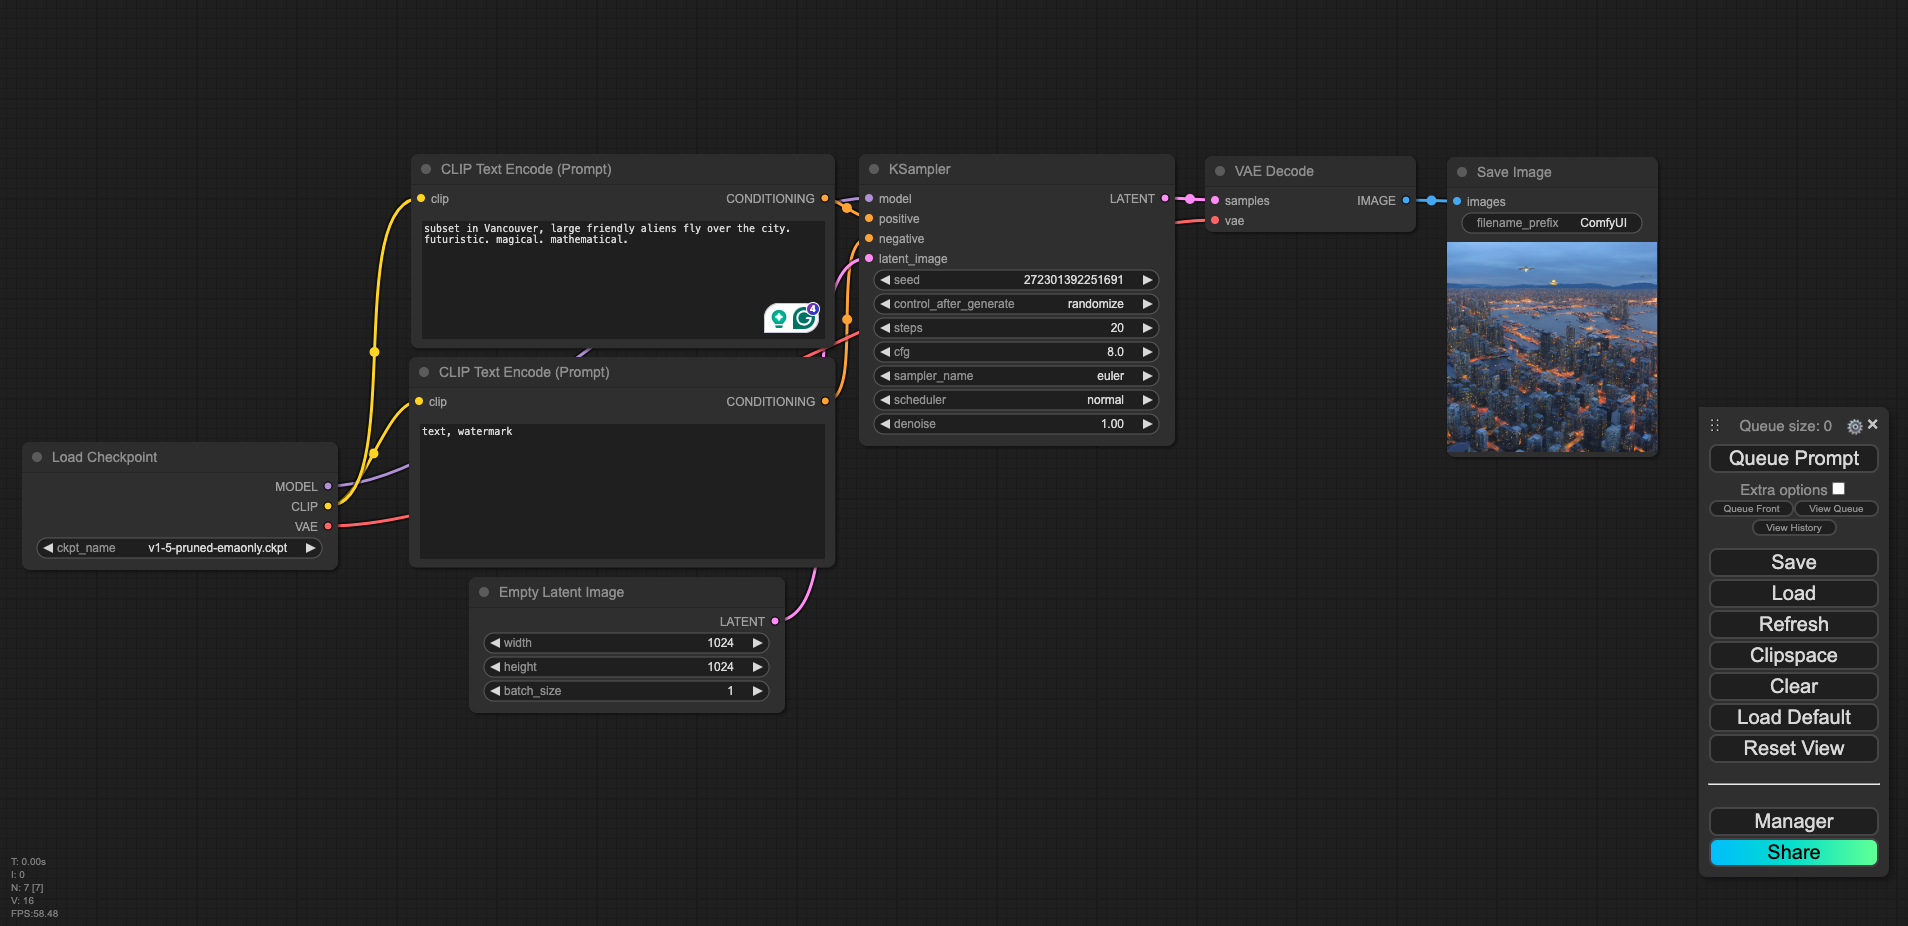 CLIP Text Encode (Prompt)
clip
CONDITIONING
subset in Vancouver, large friendly aliens fly over the city.
futuristic. magical. mathematical.
4
CLIP Text Encode (Prompt)
clip
CONDITIONING
text, watermark
Load Checkpoint
MODEL
CLIP
VAE
ckpt_name v1-5-pruned-emaonly.ckpt
Empty Latent Image
LATENT
width 1024
height 1024
batch_size 1
KSampler
model LATENT
positive
negative
latent_image
seed 272301392251691
control_after_generate randomize
steps 20
cfg 8.0
sampler_name euler
scheduler normal
denoise 1.00
VAE Decode
samples IMAGE
vae
Save Image
images
filename_prefix ComfyUI
Queue size: 0
Queue Prompt
Extra options
Queue Front View Queue
View History
Save
Load
Refresh
Clipspace
Clear
Load Default
Reset View
Manager
Share
T: 0.00s
I: 0
N: 7 [7]
V: 16
FPS:58.48